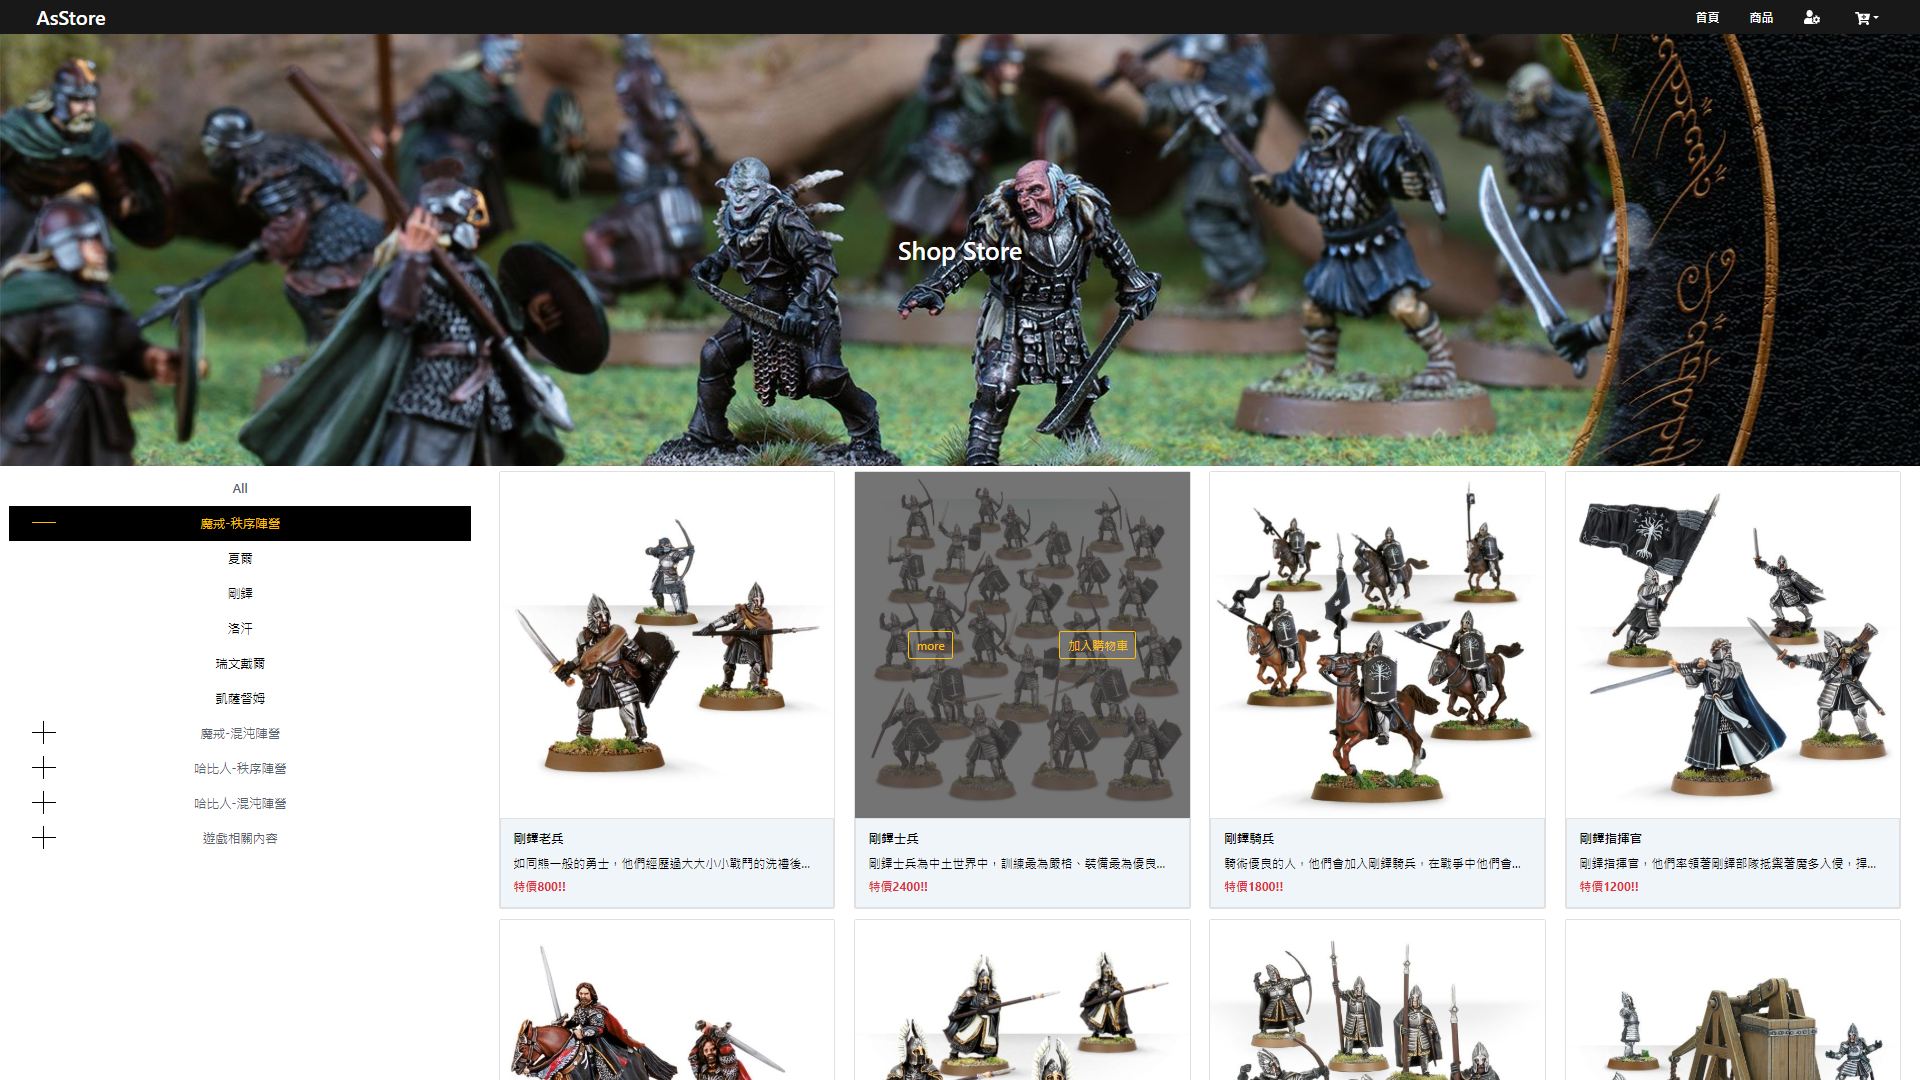 AsStore
首頁
商品
Shop Store
All
魔戒-秩序陣營
夏爾
剛鐸
洛汗
瑞文戴爾
凱薩督姆
魔戒-混沌陣營
哈比人-秩序陣營
哈比人-混沌陣營
遊戲相關內容
more
加入購物車
剛鐸老兵
如同熊一般的勇士，他們經歷過大大小小戰鬥的洗禮後...
特價800!!
剛鐸士兵
剛鐸士兵為中土世界中，訓練最為嚴格、裝備最為優良...
特價2400!!
剛鐸騎兵
騎術優良的人，他們會加入剛鐸騎兵，在戰爭中他們會...
特價1800!!
剛鐸指揮官
剛鐸指揮官，他們率領著剛鐸部隊抵禦著魔多入侵，捍...
特價1200!!